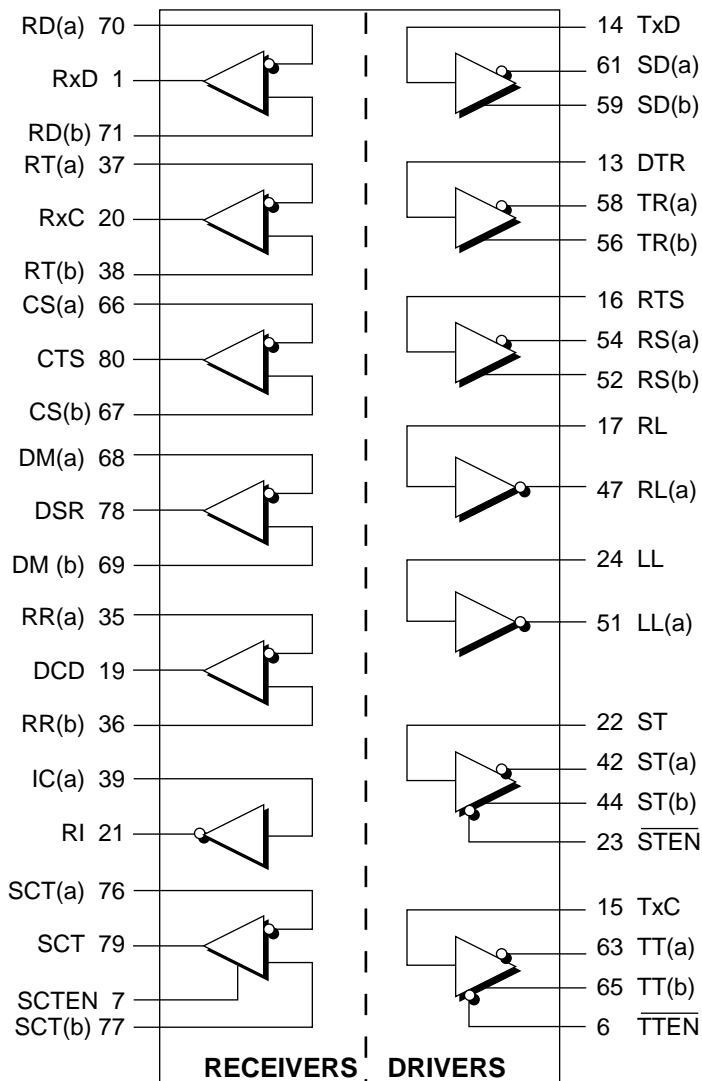 RD(a) 70
RxD 1
RD(b) 71
RT(a) 37
RxC 20
RT(b) 38
CS(a) 66
CTS 80
CS(b) 67
DM(a) 68
DSR 78
DM (b) 69
RR(a) 35
DCD 19
RR(b) 36
IC(a) 39
RI 21
SCT(a) 76
SCT 79
SCTEN 7
SCT(b) 77
RECEIVERS
14 TxD
61 SD(a)
59 SD(b)
13 DTR
58 TR(a)
56 TR(b)
16 RTS
54 RS(a)
52 RS(b)
17 RL
47 RL(a)
24 LL
51 LL(a)
22 ST
42 ST(a)
44 ST(b)
23 S̅T̅E̅N̅
15 TxC
63 TT(a)
65 TT(b)
6 T̅T̅E̅N̅
DRIVERS